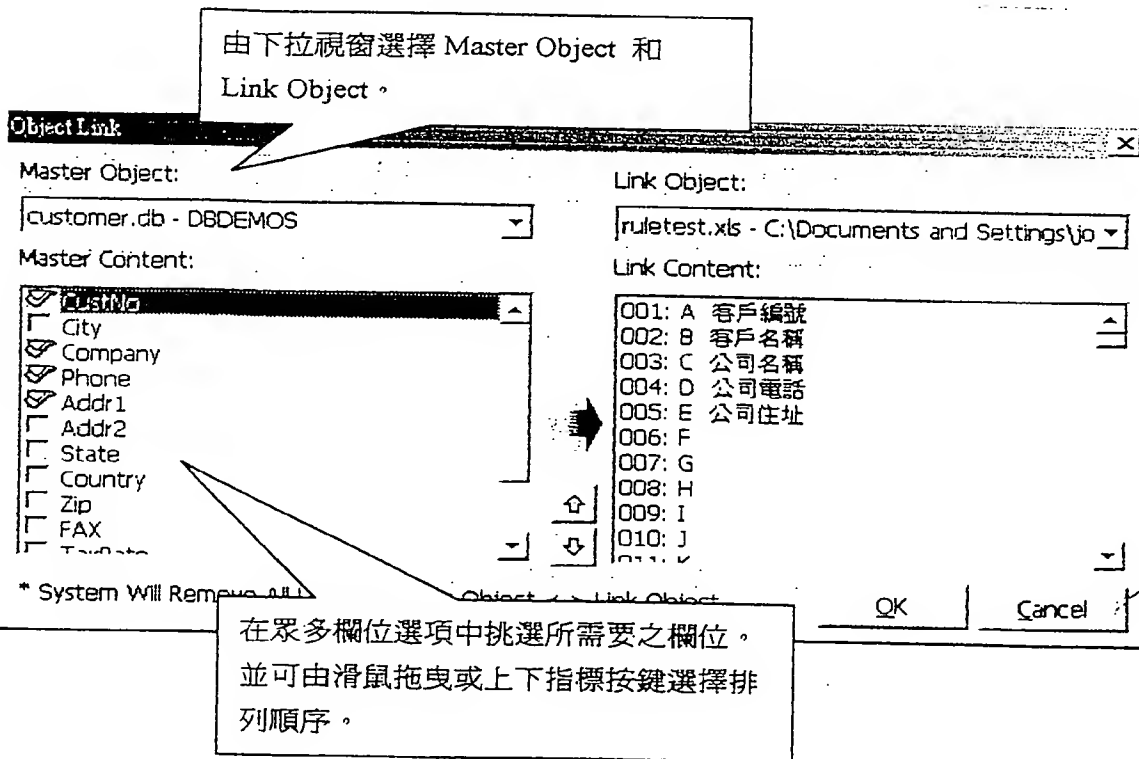 由下拉視窗選擇 Master Object 和
Link Object。
Object Link
Master Object:
customer.db - DBDEMOS
Master Content:
CustNo
City
Company
Phone
Addr1
Addr2
State
Country
Zip
FAX
TaxRate
Link Object:
ruletest.xls - C:\Documents and Settings\jo
Link Content:
001: A 客戶編號
002: B 客戶名稱
003: C 公司名稱
004: D 公司電話
005: E 公司住址
006: F
007: G
008: H
009: I
010: J
011: K
* System Will Remove All Object < > Link Object
OK
Cancel
在眾多欄位選項中挑選所需要之欄位。
並可由滑鼠拖曳或上下指標按鍵選擇排
列順序。